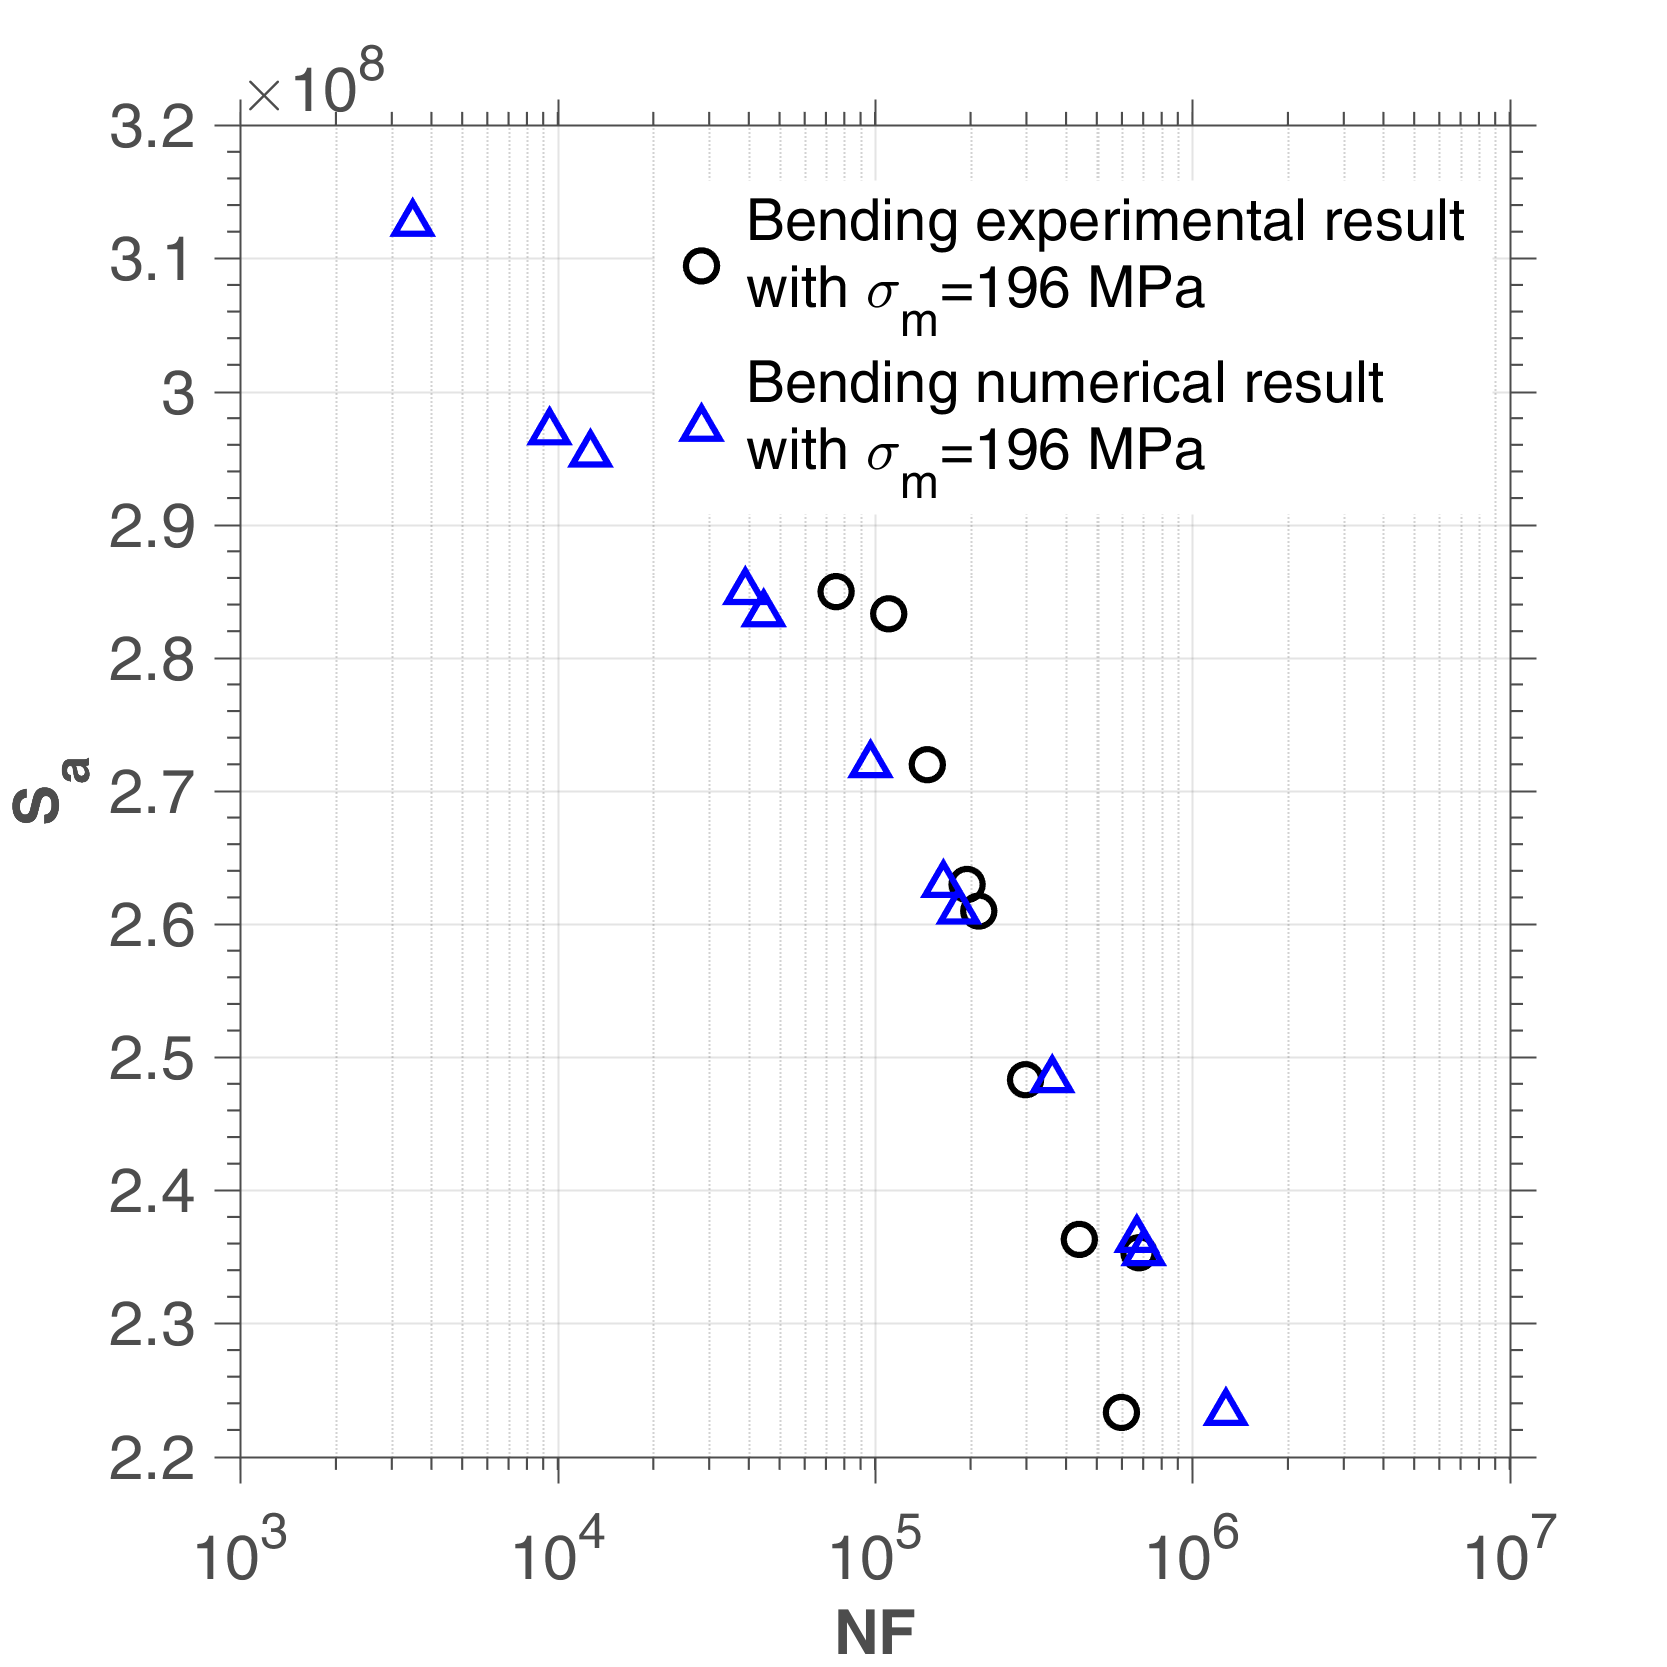 ×10^8
3.2
3.1
3
2.9
2.8
2.7
2.6
2.5
2.4
2.3
2.2
S_a
Bending experimental result
with σ_m=196 MPa
Bending numerical result
with σ_m=196 MPa
10^3 10^4 10^5 10^6 10^7
NF